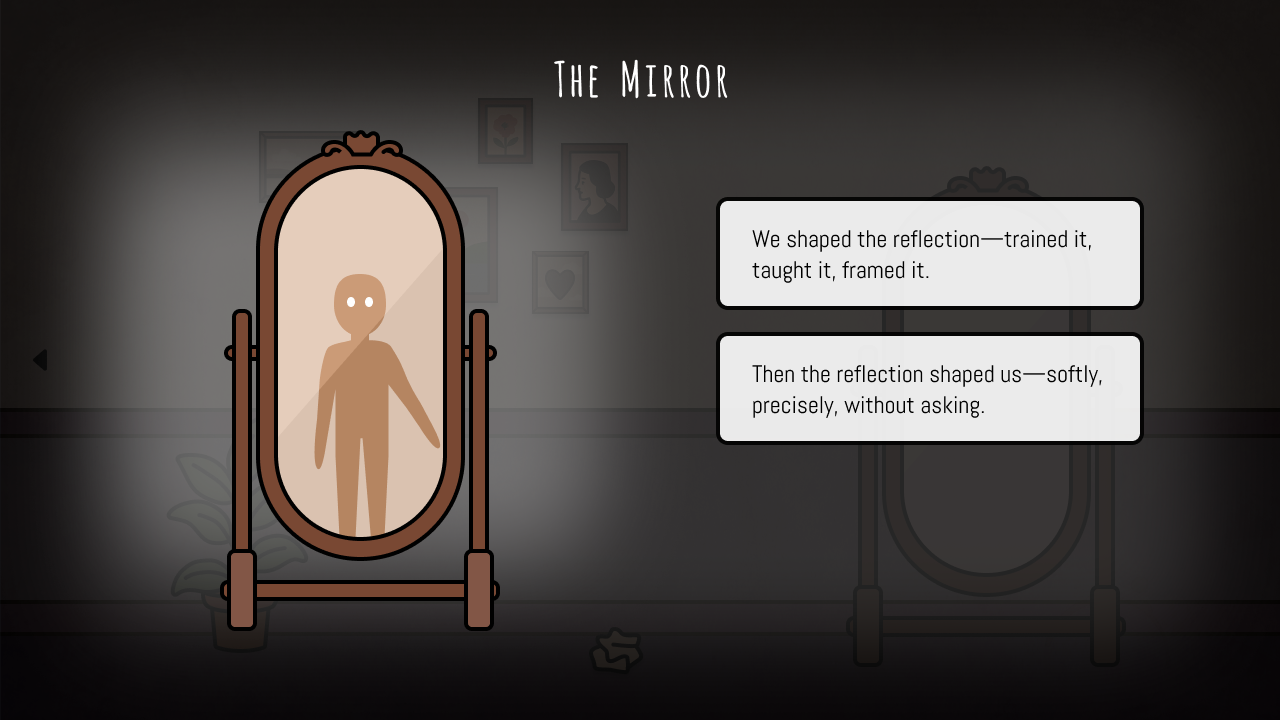 The Mirror
We shaped the reflection—trained it,
taught it, framed it.
Then the reflection shaped us—softly,
precisely, without asking.